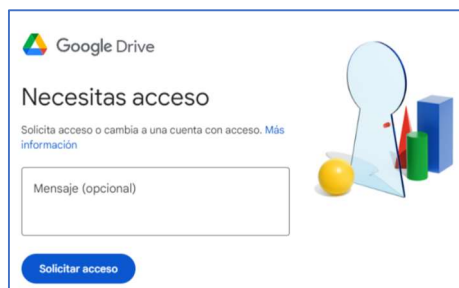 Google Drive
Necesitas acceso
Solicita acceso o cambia a una cuenta con acceso. Más
información
Mensaje (opcional)
Solicitar acceso